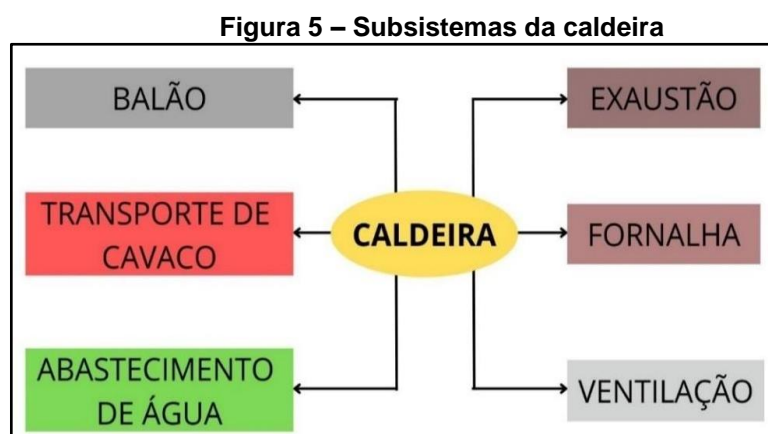 Figura 5 – Subsistemas da caldeira
BALÃO
EXAUSTÃO
TRANSPORTE DE
CAVACO
CALDEIRA
FORNALHA
ABASTECIMENTO
DE ÁGUA
VENTILAÇÃO